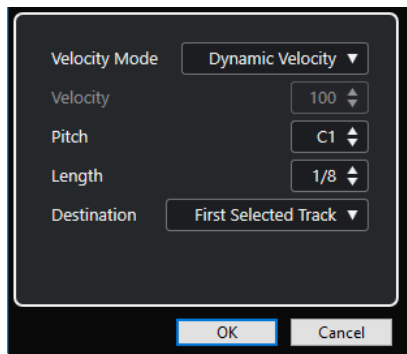 Velocity Mode Dynamic Velocity
Velocity 100
Pitch C1
Length 1/8
Destination First Selected Track
OK Cancel